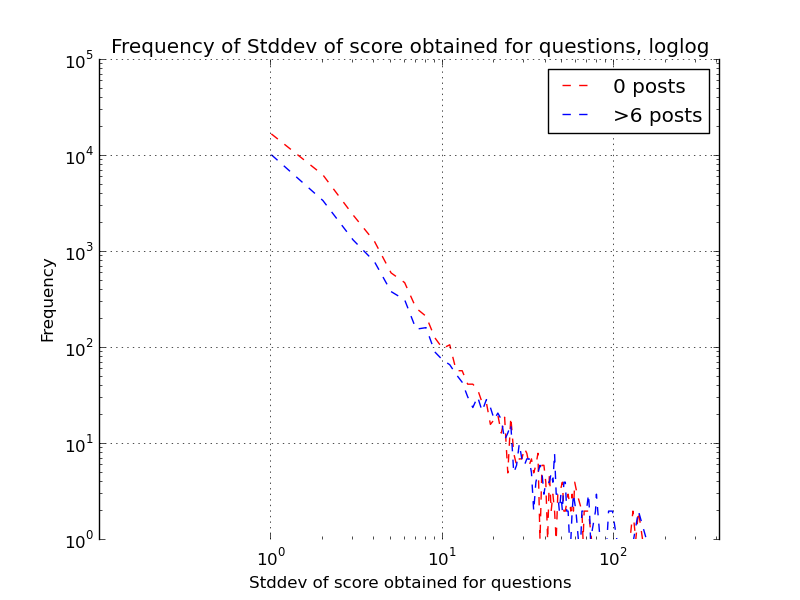 Frequency of Stddev of score obtained for questions, loglog
10^5
10^4
10^3
10^2
10^1
10^0
Frequency
0 posts
>6 posts
10^0 10^1 10^2
Stddev of score obtained for questions